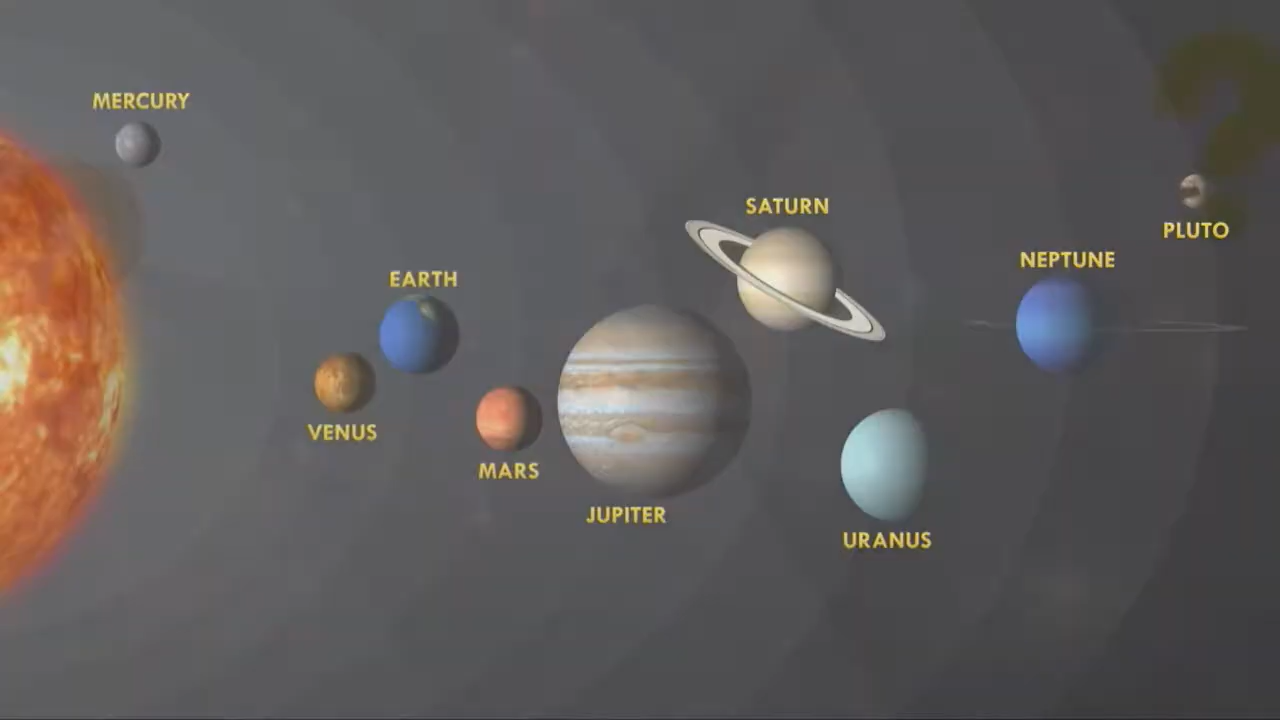 MERCURY
SATURN
?
PLUTO
NEPTUNE
EARTH
VENUS
MARS
JUPITER
URANUS